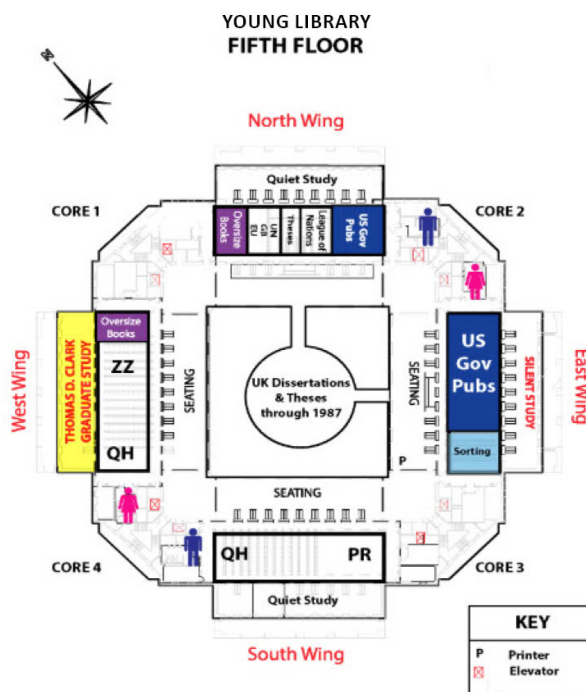 YOUNG LIBRARY
FIFTH FLOOR
North Wing
Quiet Study
CORE 1
CORE 2
Oversize
Books
UN
GB
EU
Theses
League of
Nations
US Gov
Pubs
West Wing
THOMAS D. CLARK
GRADUATE STUDY
Oversize
Books
ZZ
QH
SEATING
UK Dissertations
& Theses
through 1987
SEATING
P
US
Gov
Pubs
Sorting
SILENT STUDY
East Wing
SEATING
CORE 4
QH
PR
CORE 3
Quiet Study
South Wing
KEY
P Printer
Elevator